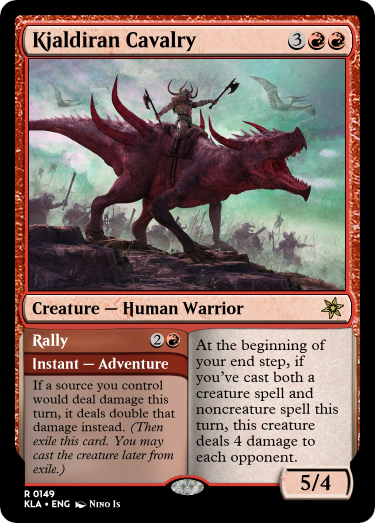 Kjaldiran Cavalry 3
Creature — Human Warrior
Rally 2
Instant — Adventure
If a source you control
would deal damage this
turn, it deals double that
damage instead. (Then
exile this card. You may
cast the creature later from
exile.)
At the beginning of
your end step, if
you've cast both a
creature spell and
noncreature spell this
turn, this creature
deals 4 damage to
each opponent.
5/4
R 0149
KLA • ENG Nino Is